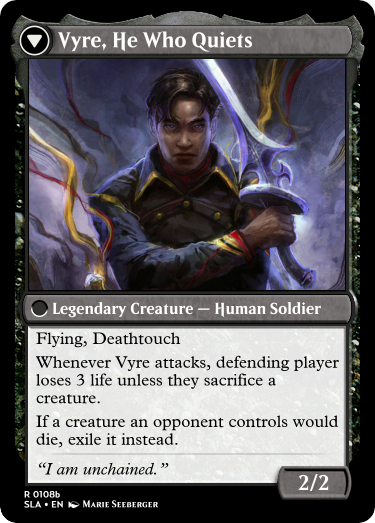 Vyre, He Who Quiets
Legendary Creature — Human Soldier
Flying, Deathtouch
Whenever Vyre attacks, defending player
loses 3 life unless they sacrifice a
creature.
If a creature an opponent controls would
die, exile it instead.
“I am unchained.”
2/2
R 0108b
SLA • EN Marie Seeberger